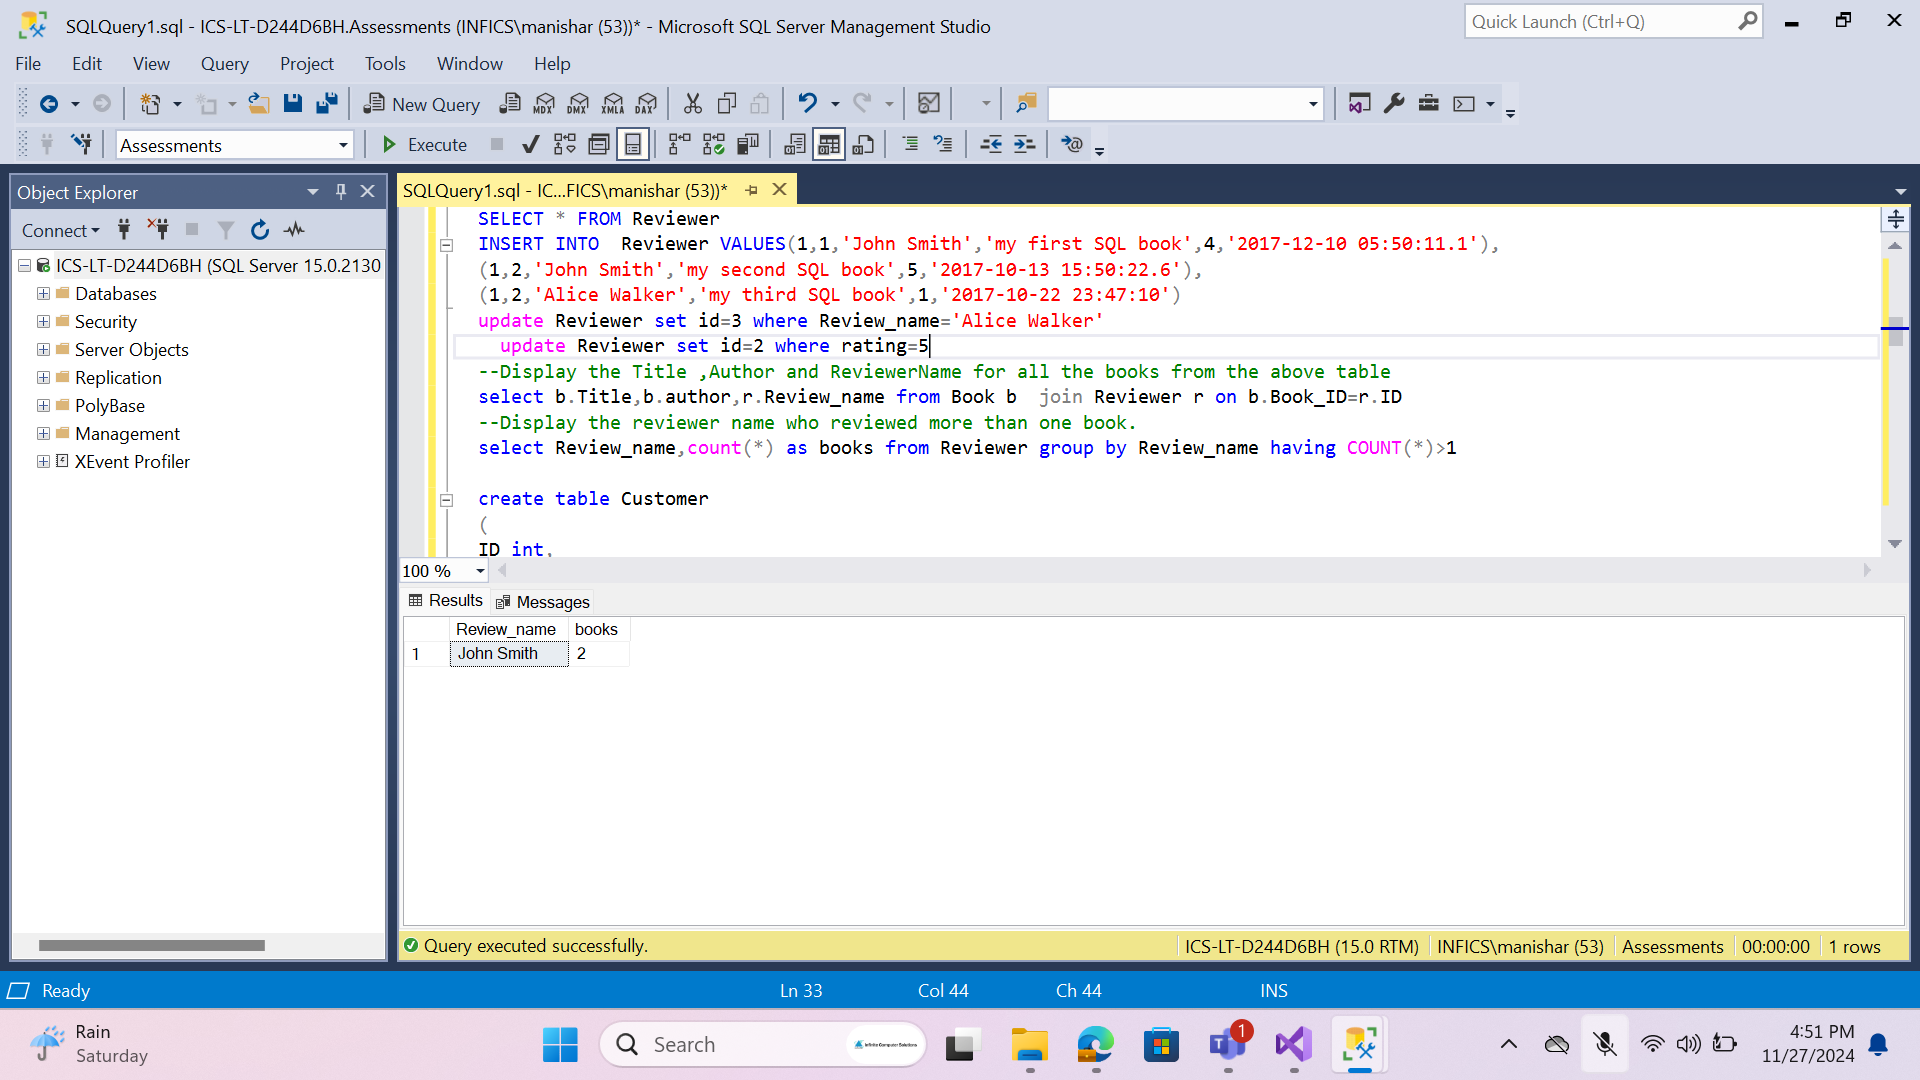 SQLQuery1.sql - ICS-LT-D244D6BH.Assessments (INFICS\manishar (53))* - Microsoft SQL Server Management Studio
Quick Launch (Ctrl+Q)
File Edit View Query Project Tools Window Help
New Query MDX DMX XMLA DAX
Assessments Execute
Object Explorer
Connect
ICS-LT-D244D6BH (SQL Server 15.0.2130
Databases
Security
Server Objects
Replication
PolyBase
Management
XEvent Profiler
SQLQuery1.sql - IC...FICS\manishar (53))*
SELECT * FROM Reviewer
INSERT INTO  Reviewer VALUES(1,1,'John Smith','my first SQL book',4,'2017-12-10 05:50:11.1'),
(1,2,'John Smith','my second SQL book',5,'2017-10-13 15:50:22.6'),
(1,2,'Alice Walker','my third SQL book',1,'2017-10-22 23:47:10')
update Reviewer set id=3 where Review_name='Alice Walker'
update Reviewer set id=2 where rating=5
--Display the Title ,Author and ReviewerName for all the books from the above table
select b.Title,b.author,r.Review_name from Book b  join Reviewer r on b.Book_ID=r.ID
--Display the reviewer name who reviewed more than one book.
select Review_name,count(*) as books from Reviewer group by Review_name having COUNT(*)>1
create table Customer
(
ID int,
100 %
Results Messages
Review_name books
1 John Smith 2
Query executed successfully. ICS-LT-D244D6BH (15.0 RTM) INFICS\manishar (53) Assessments 00:00:00 1 rows
Ready Ln 33 Col 44 Ch 44 INS
Rain
Saturday
Search
Infinite Computer Solutions
1
4:51 PM
11/27/2024